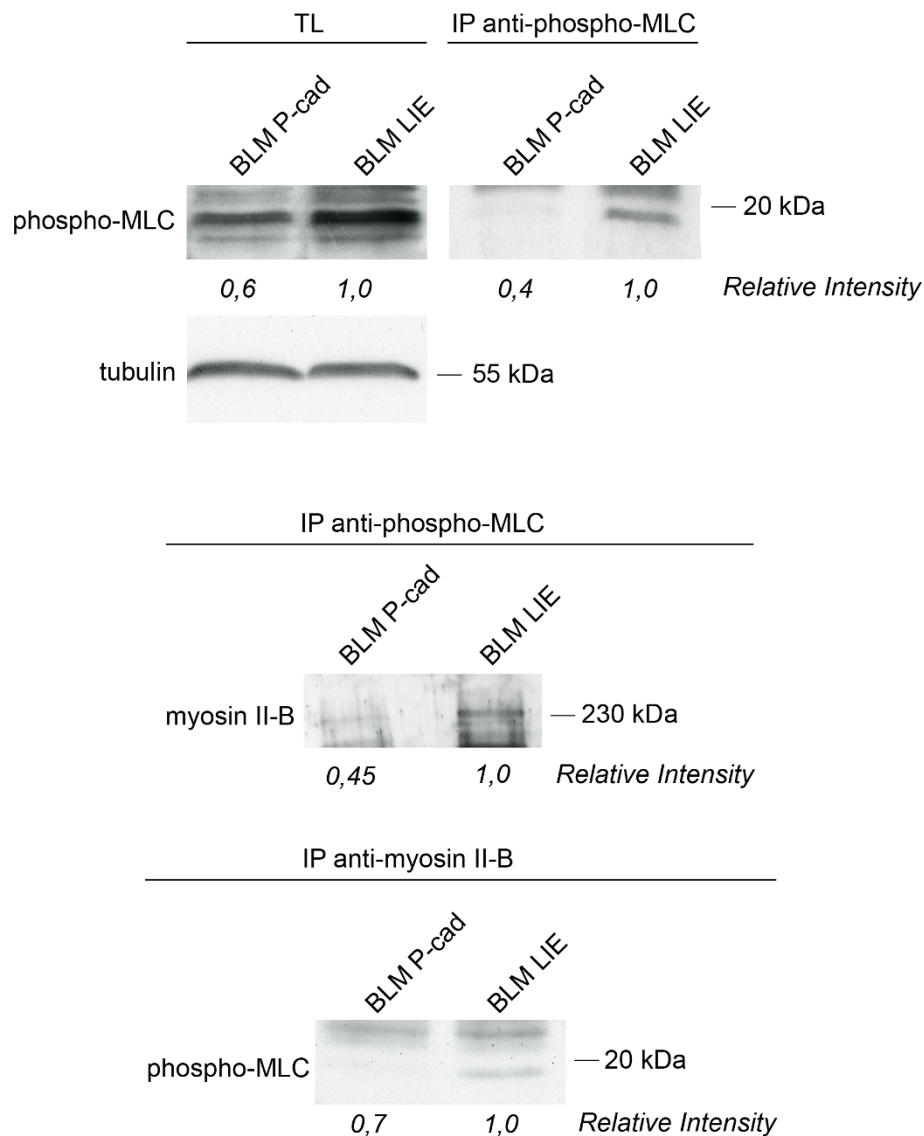 TL IP anti-phospho-MLC
BLM P-cad BLM LIE BLM P-cad BLM LIE
phospho-MLC 20 kDa
0,6 1,0 0,4 1,0 Relative Intensity
tubulin 55 kDa
IP anti-phospho-MLC
BLM P-cad BLM LIE
myosin II-B 230 kDa
0,45 1,0 Relative Intensity
IP anti-myosin II-B
BLM P-cad BLM LIE
phospho-MLC 20 kDa
0,7 1,0 Relative Intensity